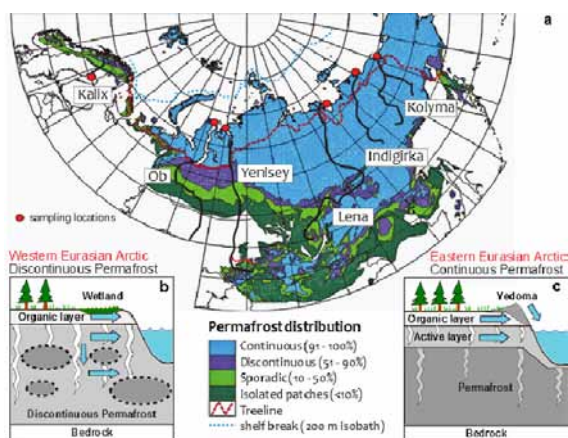 a
Kalix
Kolyma
Indigirka
Ob
Yenisey
Lena
sampling locations
Western Eurasian Arctic
Discontinuous Permafrost
b
Wetland
Organic layer
Discontinuous Permafrost
Bedrock
Permafrost distribution
Continuous (91 - 100%)
Discontinuous (51 - 90%)
Sporadic (10 - 50%)
Isolated patches (<10%)
Treeline
shelf break (200 m Isobath)
Eastern Eurasian Arctic
Continuous Permafrost
c
Yedoma
Organic layer
Active layer
Permafrost
Bedrock